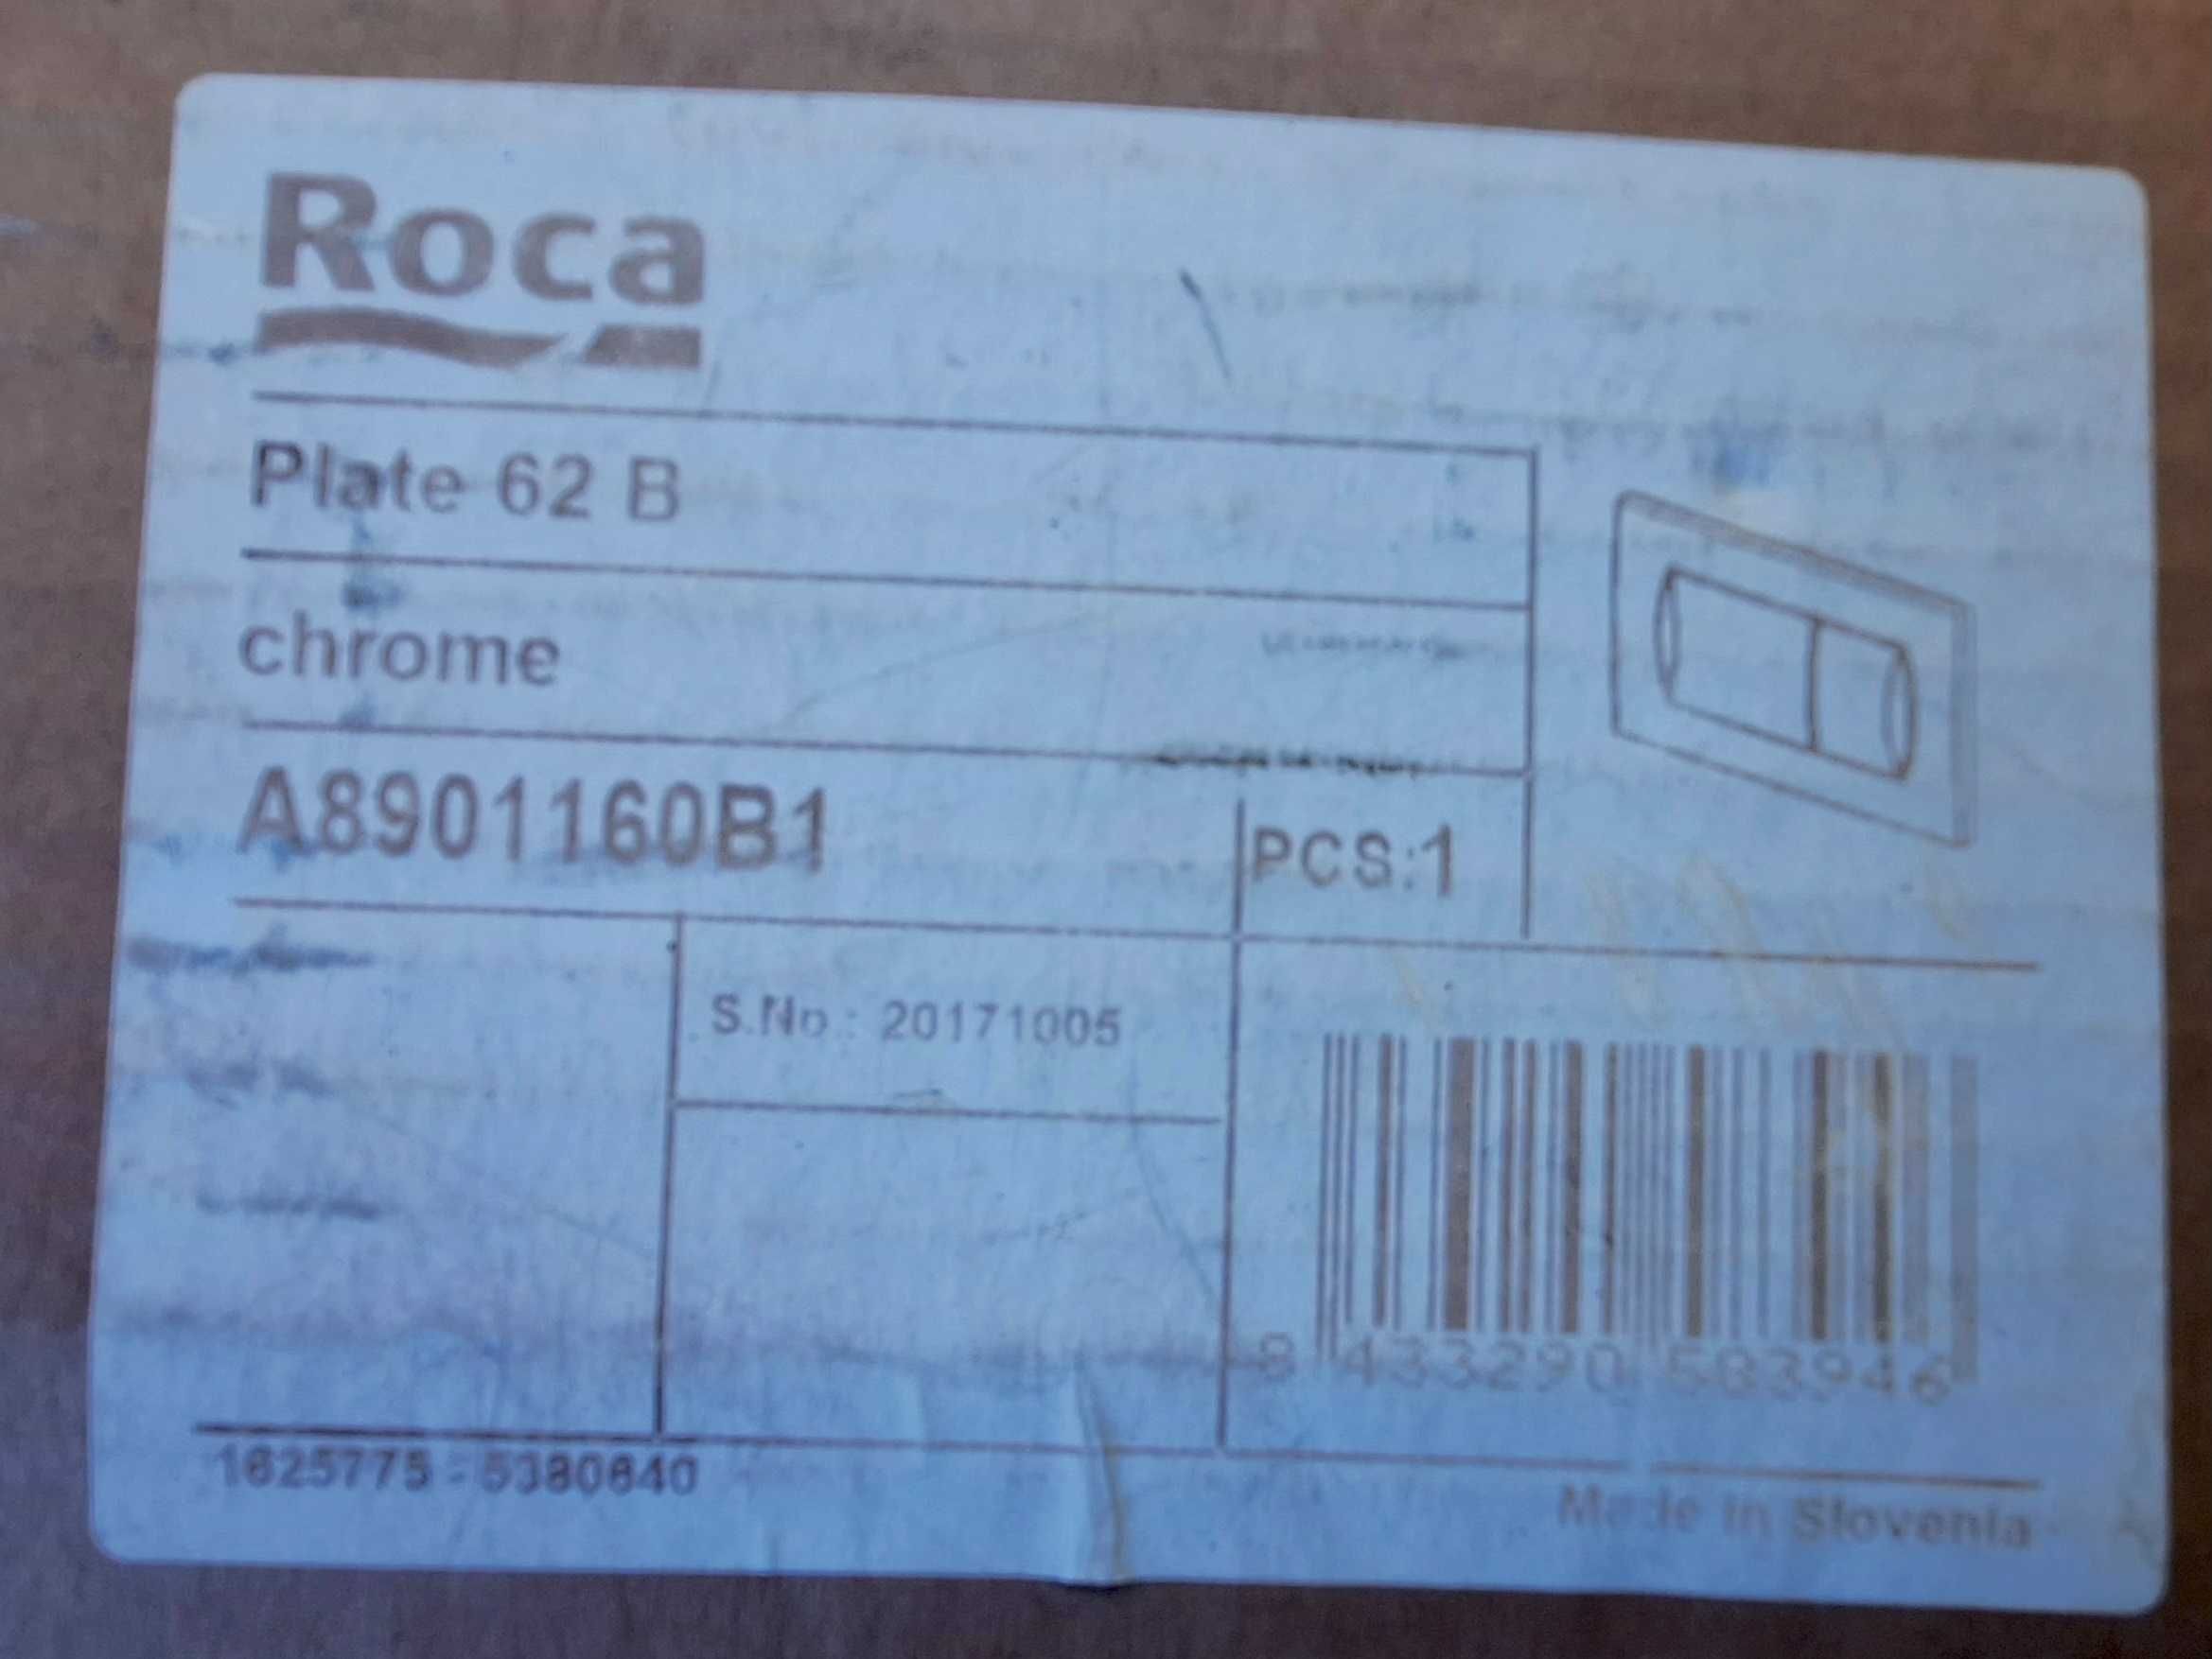 Roca
Plate 62 B
chrome
A8901160B1
PCS:1
S.No.: 20171005
8 433290 583946
1625775 - 5380640
Made in Slovenia